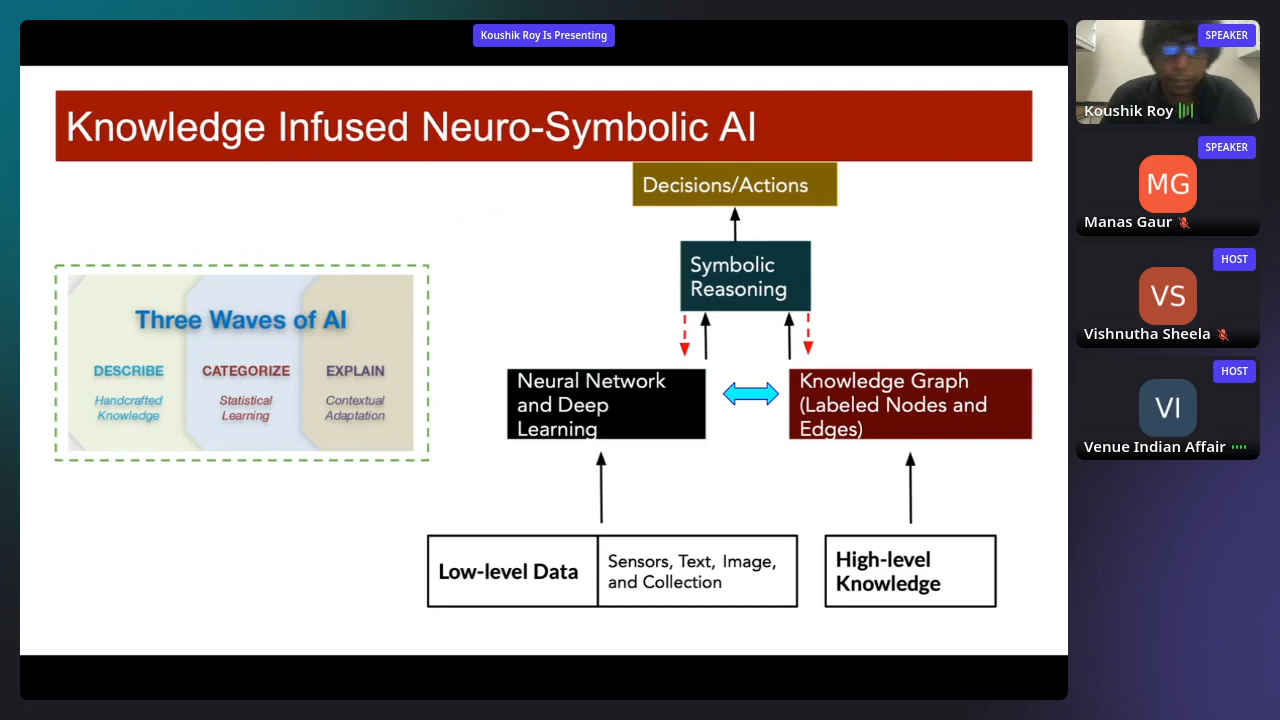 Koushik Roy Is Presenting
Knowledge Infused Neuro-Symbolic AI
Decisions/Actions
Symbolic
Reasoning
Three Waves of AI
DESCRIBE
Handcrafted
Knowledge
CATEGORIZE
Statistical
Learning
EXPLAIN
Contextual
Adaptation
Neural Network
and Deep
Learning
Knowledge Graph
(Labeled Nodes and
Edges)
Low-level Data
Sensors, Text, Image,
and Collection
High-level
Knowledge
SPEAKER
Koushik Roy
SPEAKER
MG
Manas Gaur
HOST
VS
Vishnutha Sheela
HOST
VI
Venue Indian Affair